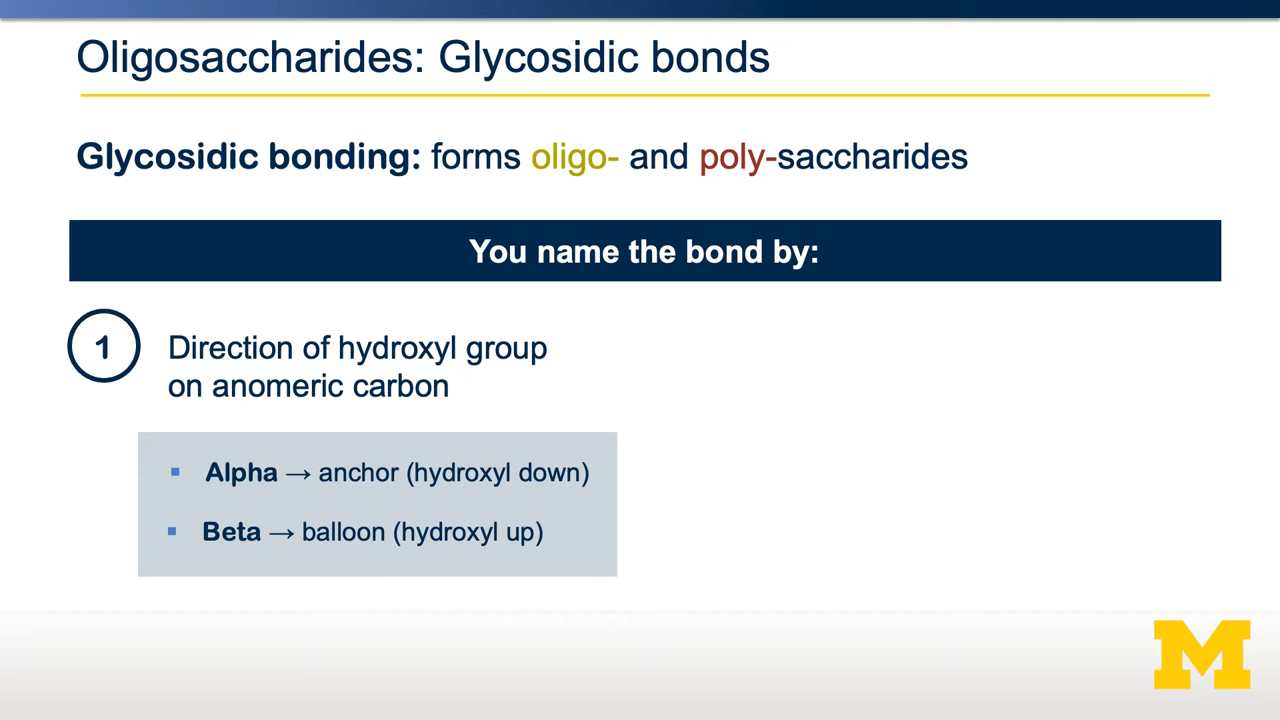 Oligosaccharides: Glycosidic bonds
Glycosidic bonding: forms oligo- and poly-saccharides
You name the bond by:
1
Direction of hydroxyl group
on anomeric carbon
▪ Alpha → anchor (hydroxyl down)
▪ Beta → balloon (hydroxyl up)
M